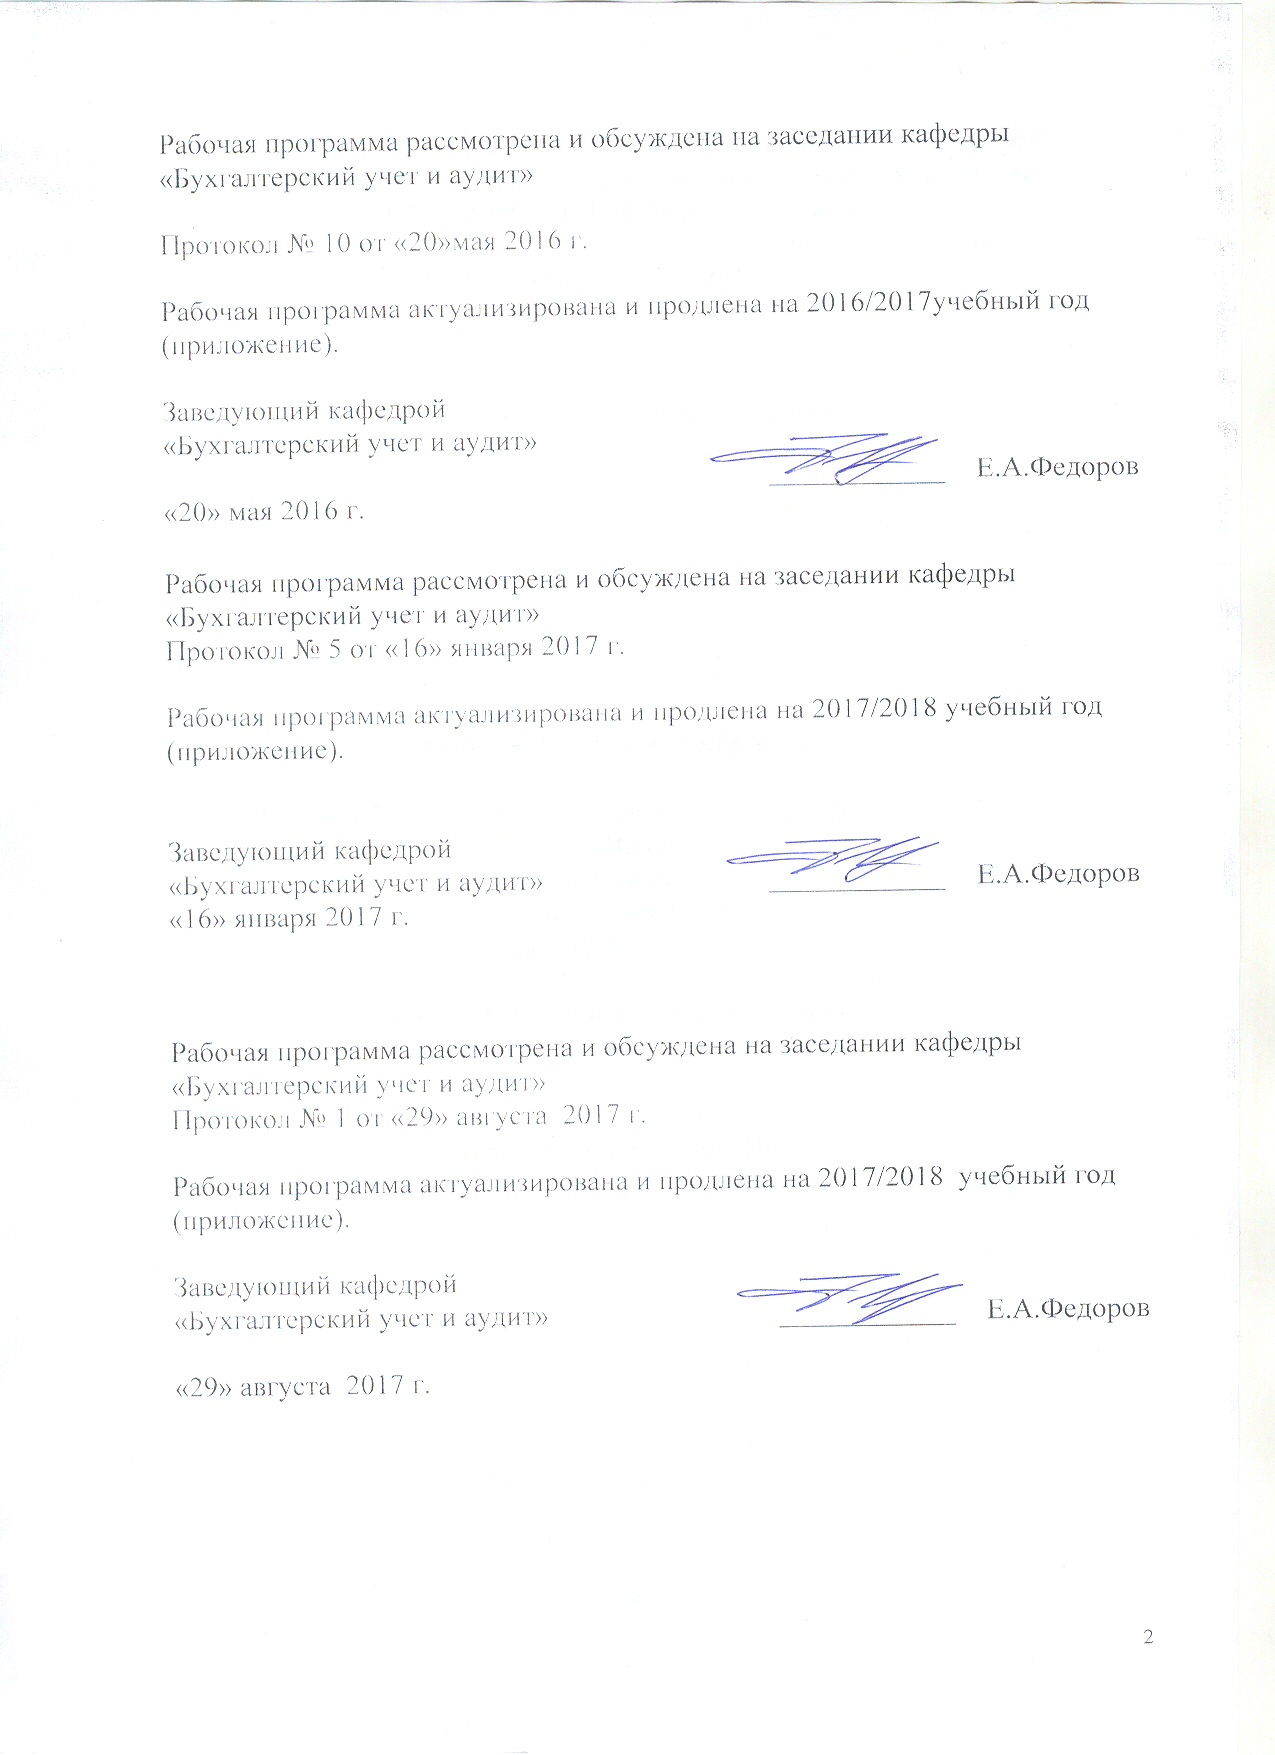 Рабочая программа рассмотрена и обсуждена на заседании кафедры
«Бухгалтерский учет и аудит»
Протокол № 10 от «20»мая 2016 г.
Рабочая программа актуализирована и продлена на 2016/2017учебный год
(приложение).
Заведующий кафедрой
«Бухгалтерский учет и аудит»
Е.А.Федоров
«20» мая 2016 г.
Рабочая программа рассмотрена и обсуждена на заседании кафедры
«Бухгалтерский учет и аудит»
Протокол № 5 от «16» января 2017 г.
Рабочая программа актуализирована и продлена на 2017/2018 учебный год
(приложение).
Заведующий кафедрой
«Бухгалтерский учет и аудит»
Е.А.Федоров
«16» января 2017 г.
Рабочая программа рассмотрена и обсуждена на заседании кафедры
«Бухгалтерский учет и аудит»
Протокол № 1 от «29» августа 2017 г.
Рабочая программа актуализирована и продлена на 2017/2018 учебный год
(приложение).
Заведующий кафедрой
«Бухгалтерский учет и аудит»
Е.А.Федоров
«29» августа 2017 г.
2